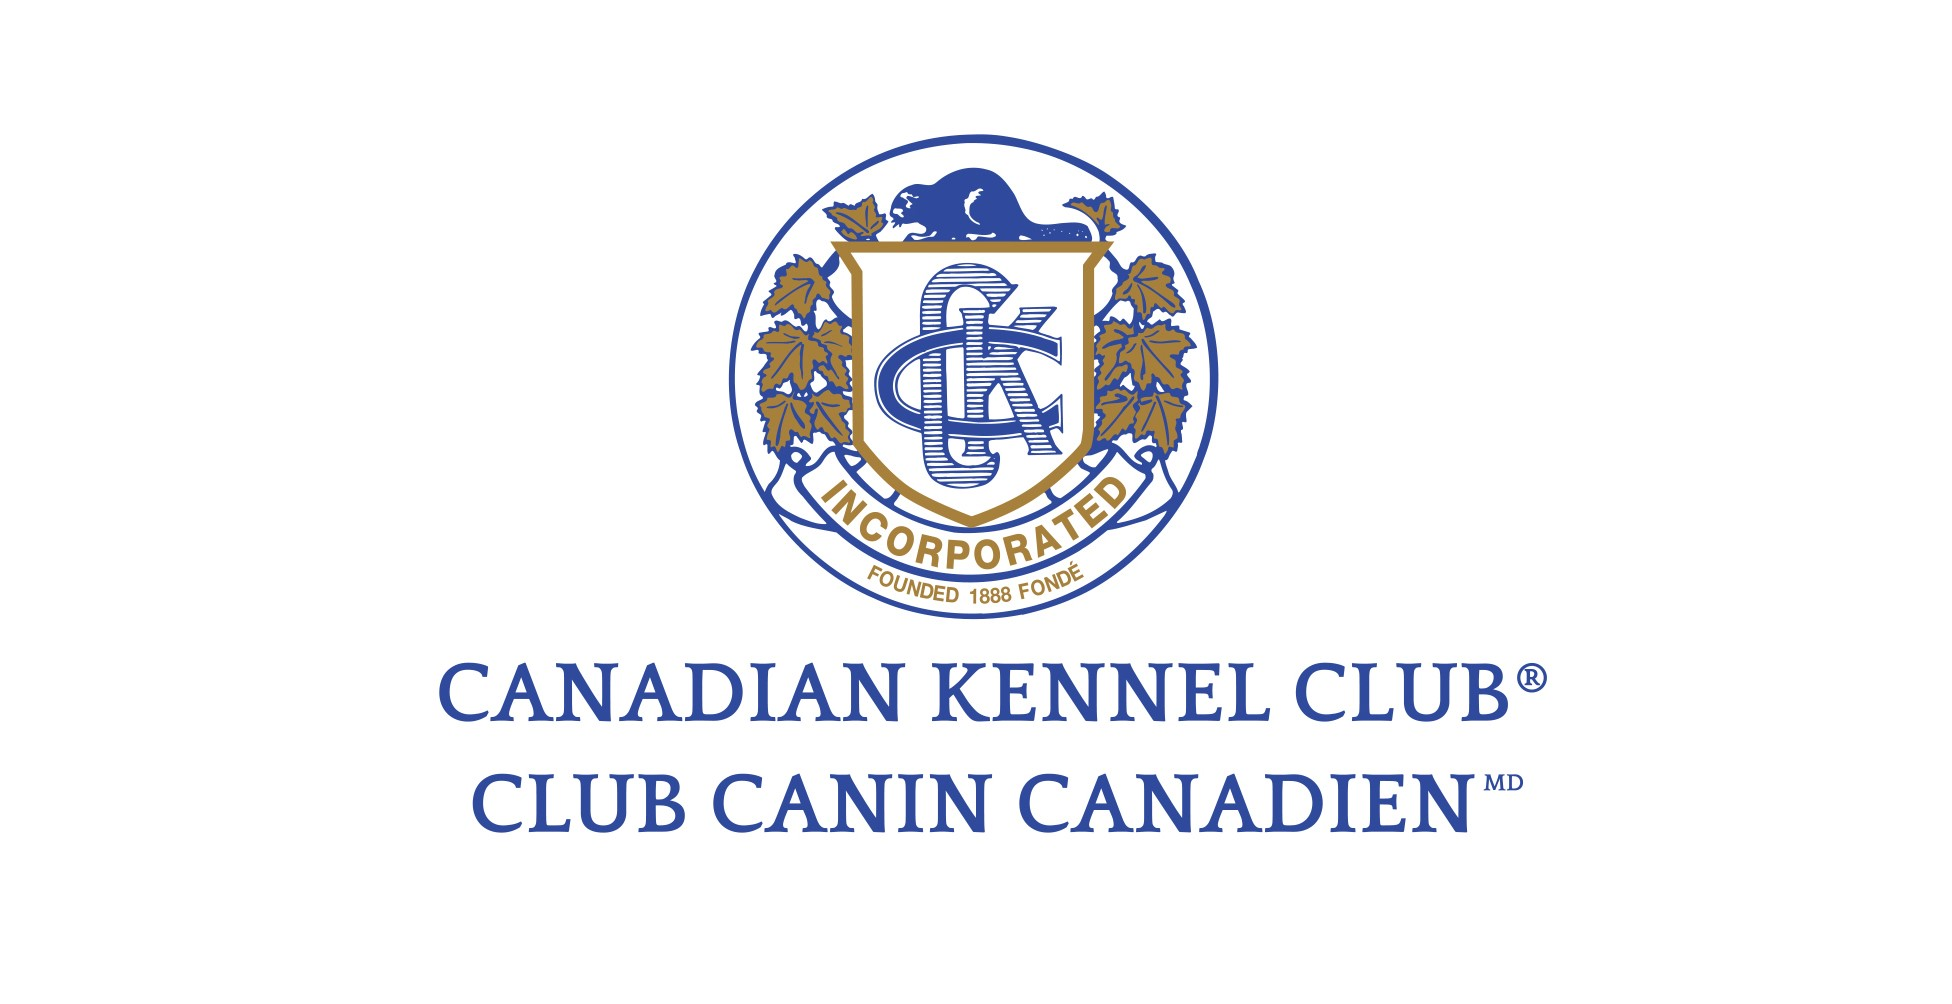 CKC
INCORPORATED
FOUNDED 1888 FONDÉ
CANADIAN KENNEL CLUB®
CLUB CANIN CANADIEN MD